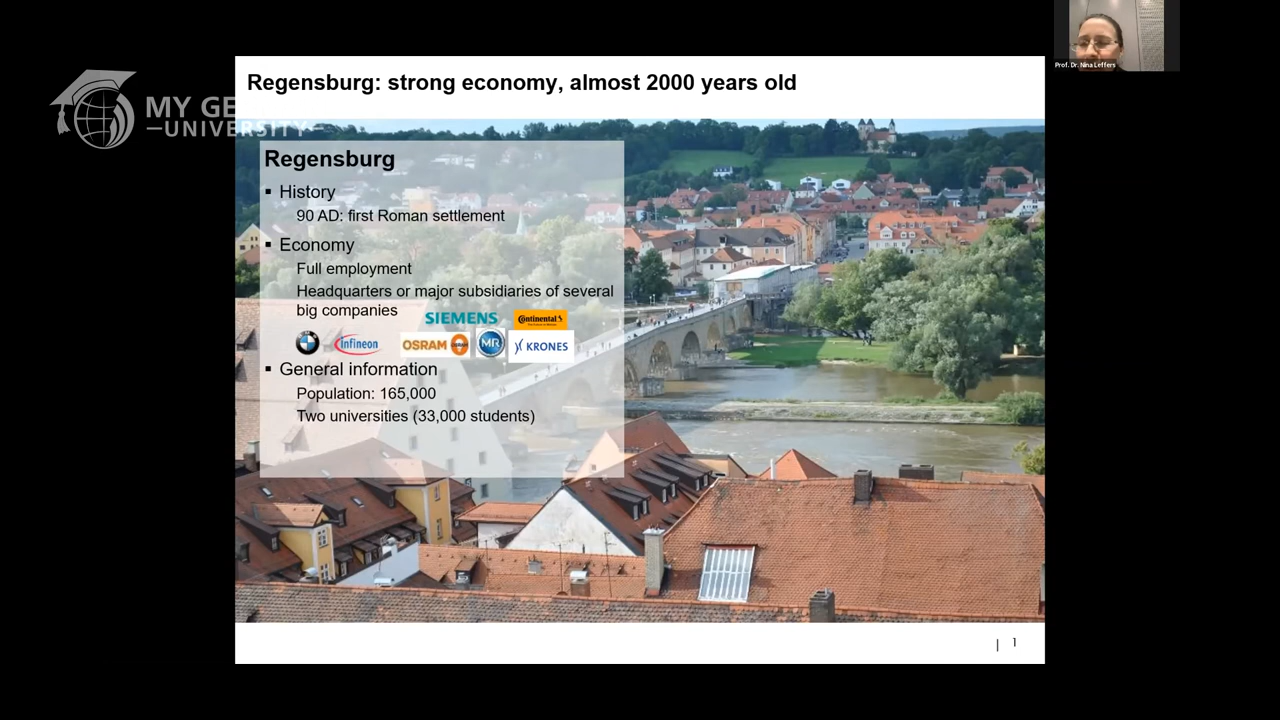 Prof. Dr. Nina Leffers
Regensburg: strong economy, almost 2000 years old
MY GE
UNIVERSITY
Regensburg
▪ History
90 AD: first Roman settlement
▪ Economy
Full employment
Headquarters or major subsidiaries of several
big companies
SIEMENS
Continental
BMW
Infineon
OSRAM
MR
KRONES
▪ General information
Population: 165,000
Two universities (33,000 students)
| 1